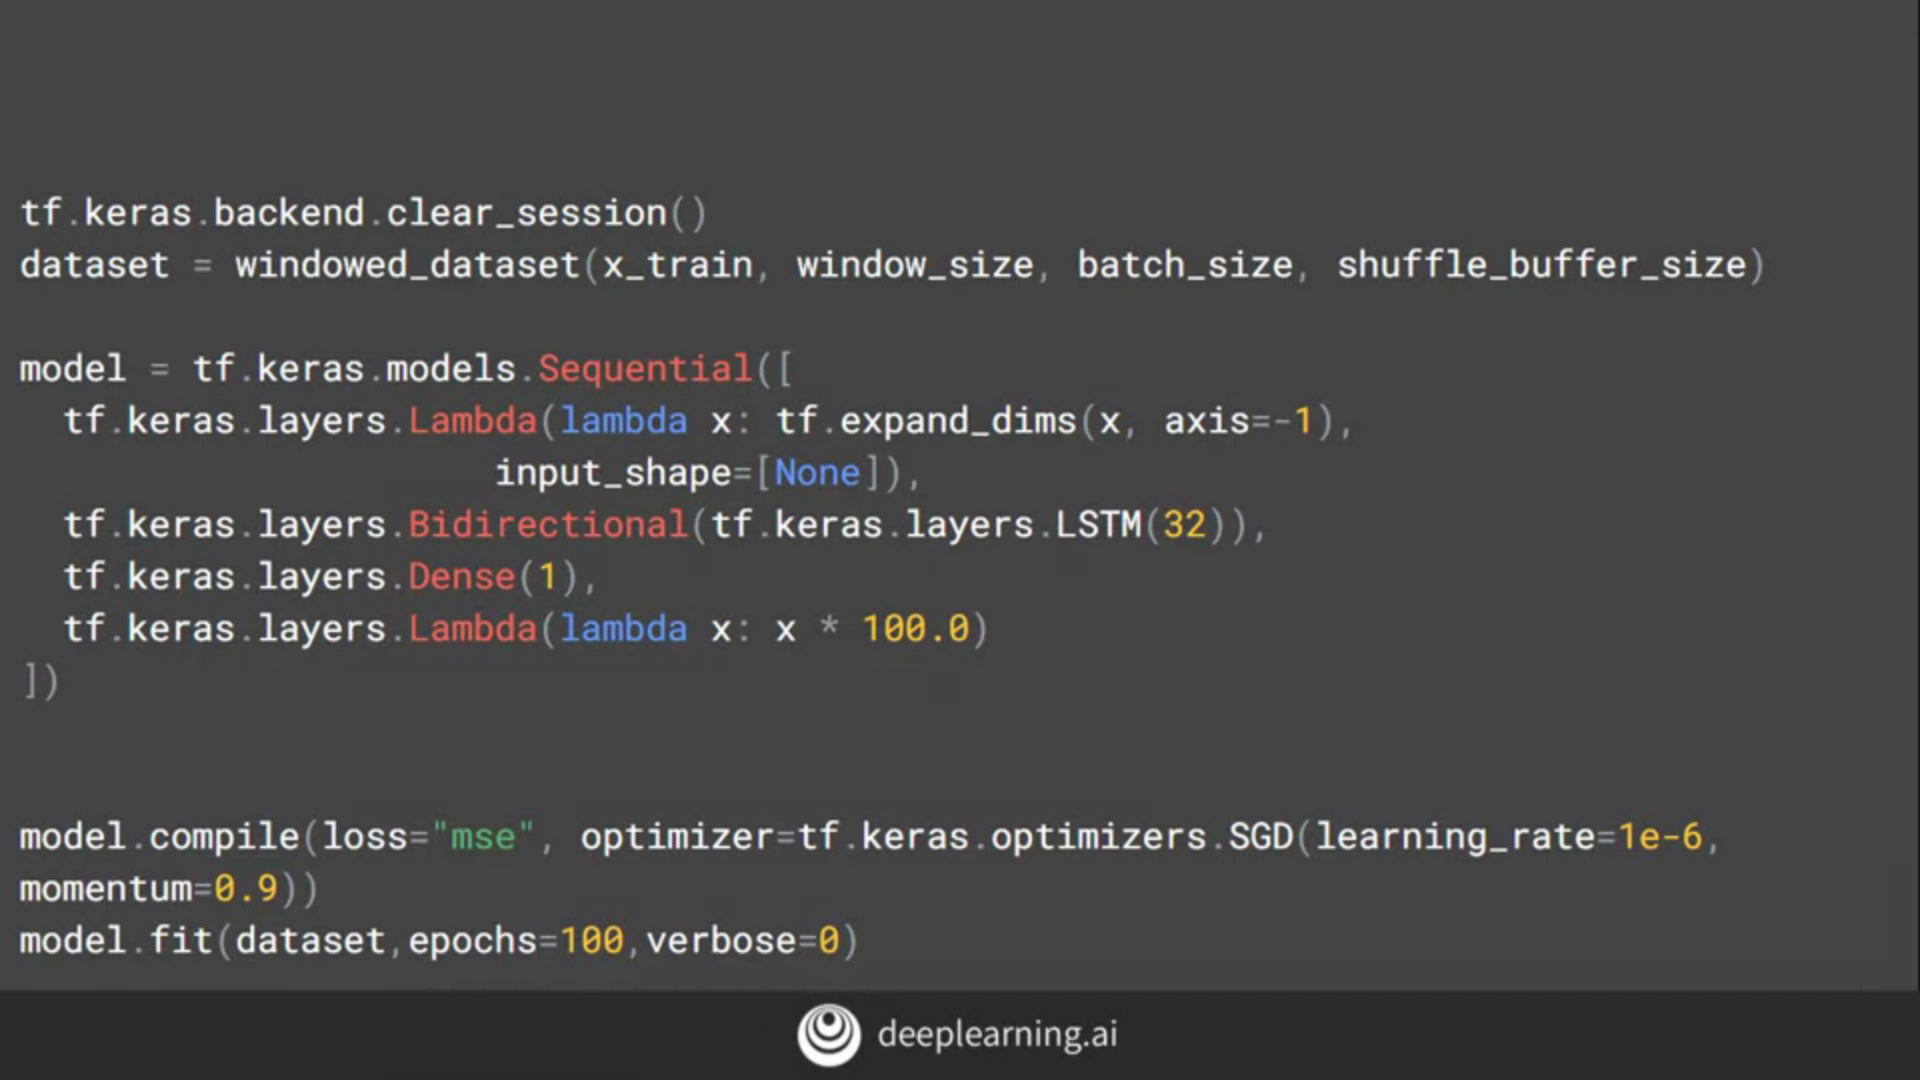 tf.keras.backend.clear_session()
dataset = windowed_dataset(x_train, window_size, batch_size, shuffle_buffer_size)
model = tf.keras.models.Sequential([
  tf.keras.layers.Lambda(lambda x: tf.expand_dims(x, axis=-1),
                      input_shape=[None]),
  tf.keras.layers.Bidirectional(tf.keras.layers.LSTM(32)),
  tf.keras.layers.Dense(1),
  tf.keras.layers.Lambda(lambda x: x * 100.0)
])
model.compile(loss="mse", optimizer=tf.keras.optimizers.SGD(learning_rate=1e-6,
momentum=0.9))
model.fit(dataset,epochs=100,verbose=0)
deeplearning.ai